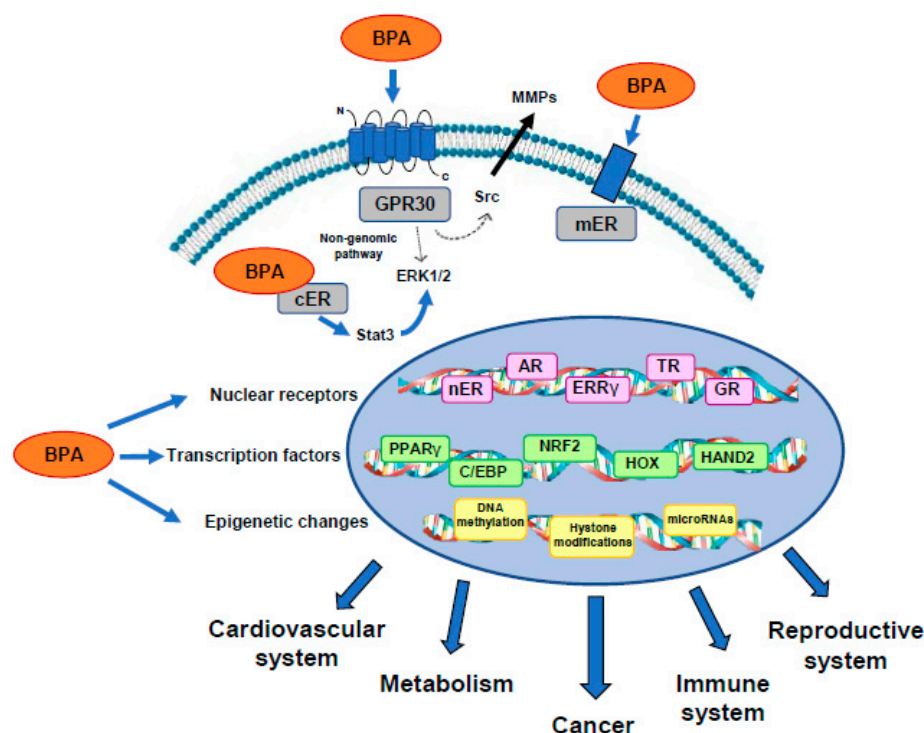 BPA
BPA
MMPs
N
C
Src
GPR30
mER
Non-genomic
pathway
ERK1/2
BPA
cER
Stat3
AR
TR
nER
ERRγ
GR
Nuclear receptors
BPA
Transcription factors
PPARγ
C/EBP
NRF2
HOX
HAND2
Epigenetic changes
DNA
methylation
Hystone
modifications
microRNAs
Cardiovascular
system
Metabolism
Cancer
Immune
system
Reproductive
system